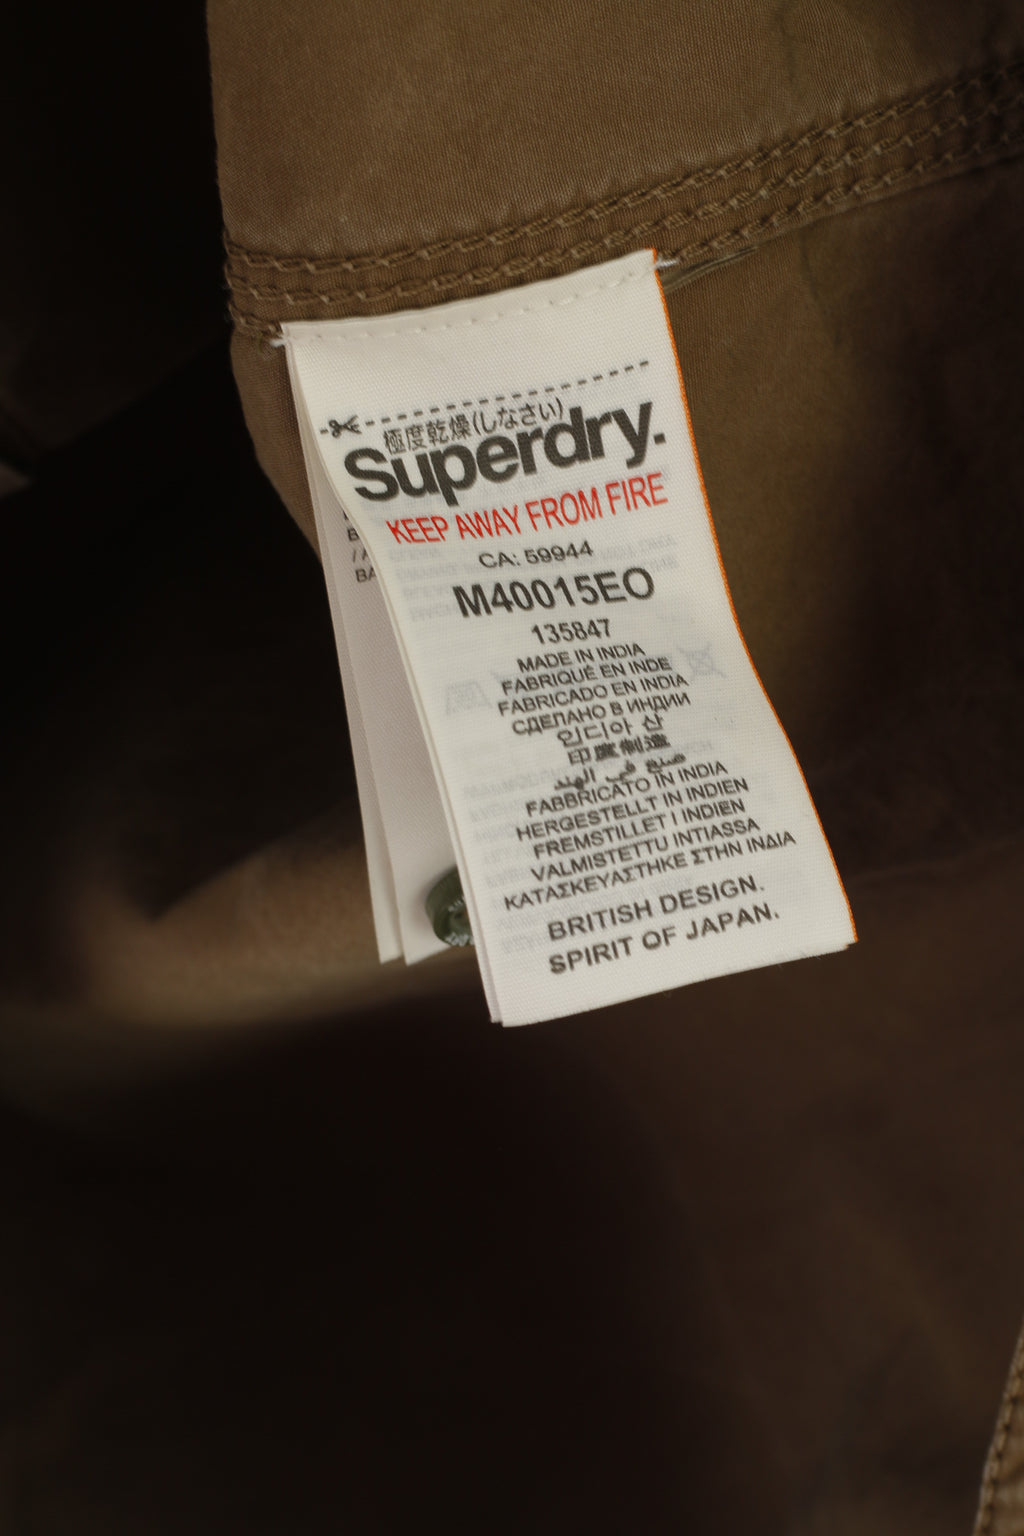 極度乾燥(しなさい)
Superdry.
KEEP AWAY FROM FIRE
CA: 59944
M40015EO
135847
MADE IN INDIA
FABRIQUÉ EN INDE
FABRICADO EN INDIA
СДЕЛАНО В ИНДИИ
인디아 산
印度制造
صنع في الهند
FABBRICATO IN INDIA
HERGESTELLT IN INDIEN
FREMSTILLET I INDIEN
VALMISTETTU INTIASSA
ΚΑΤΑΣΚΕΥΑΣΤΗΚΕ ΣΤΗΝ ΙΝΔΙΑ
BRITISH DESIGN.
SPIRIT OF JAPAN.